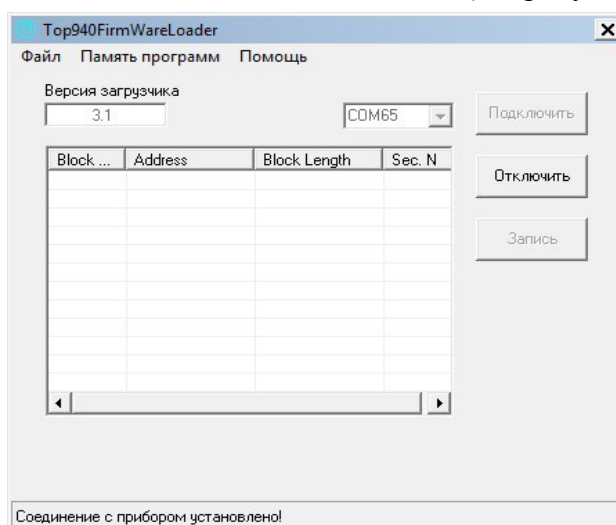 Top940FirmWareLoader
Файл Память программ Помощь
Версия загрузчика
3.1 COM65 Подключить
Block ... Address Block Length Sec. N
Отключить
Запись
Соединение с прибором установлено!